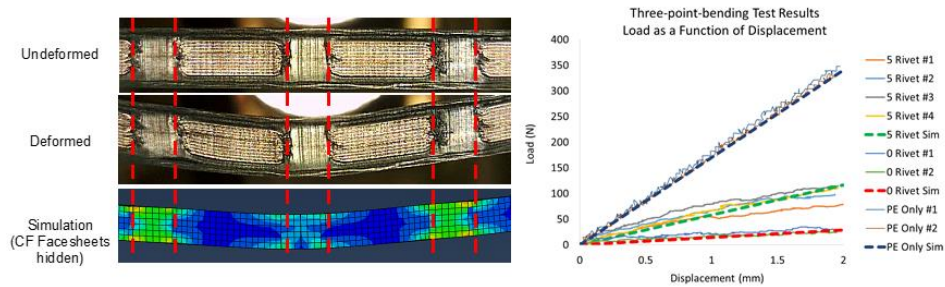 Undeformed
Deformed
Simulation
(CF Facesheets
hidden)
Three-point-bending Test Results
Load as a Function of Displacement
Load (N)
400
350
300
250
200
150
100
50
0
0
0.5
1
1.5
2
Displacement (mm)
5 Rivet #1
5 Rivet #2
5 Rivet #3
5 Rivet #4
5 Rivet Sim
0 Rivet #1
0 Rivet #2
0 Rivet Sim
PE Only #1
PE Only #2
PE Only Sim